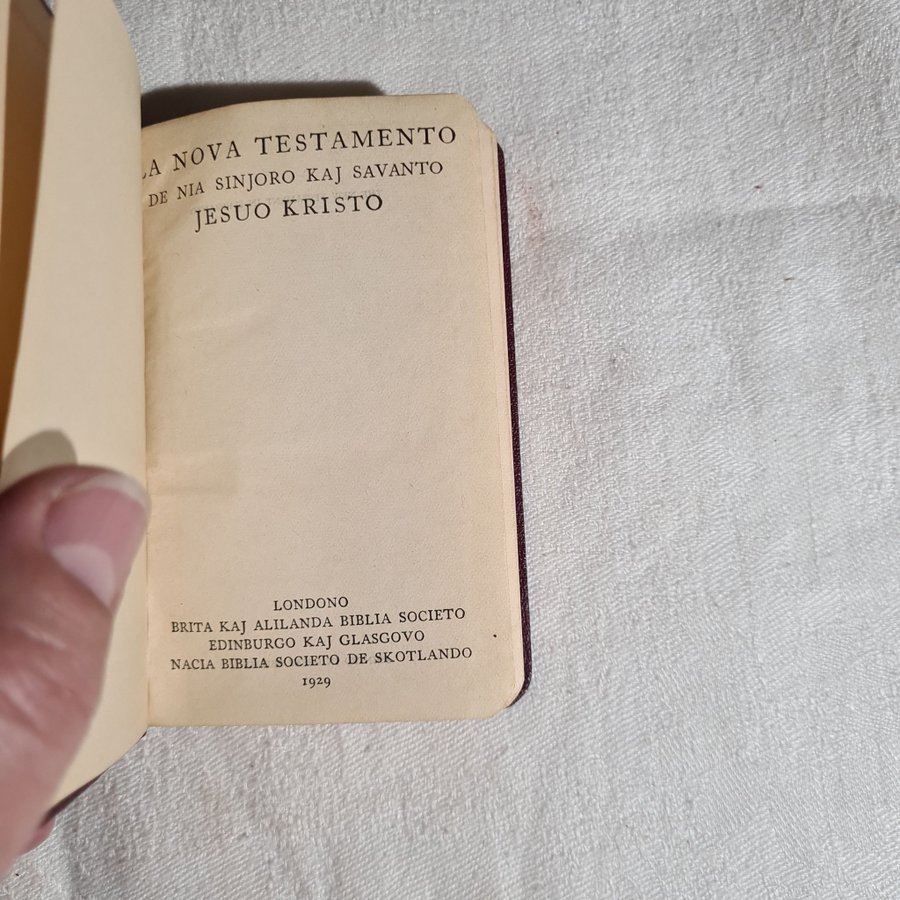 LA NOVA TESTAMENTO
DE NIA SINJORO KAJ SAVANTO
JESUO KRISTO
LONDONO
BRITA KAJ ALILANDA BIBLIA SOCIETO
EDINBURGO KAJ GLASGOVO
NACIA BIBLIA SOCIETO DE SKOTLANDO
1929